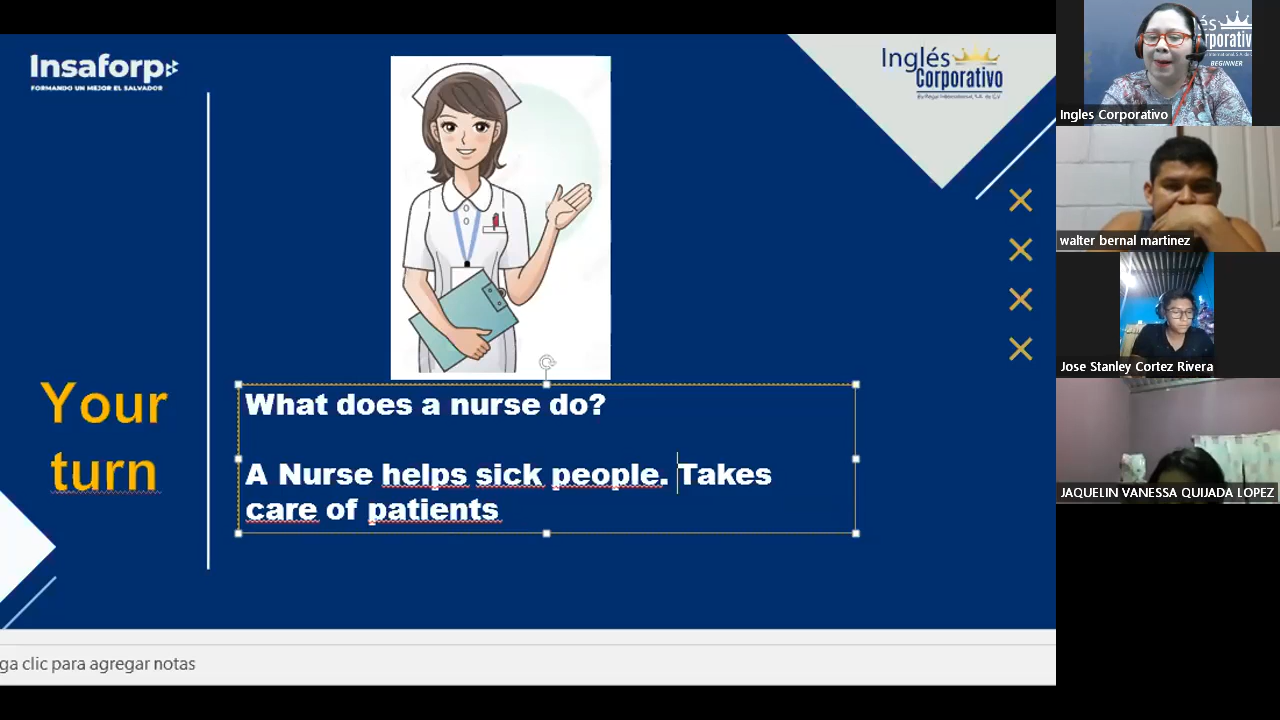 Insaforp
FORMANDO UN MEJOR EL SALVADOR
Inglés
Corporativo
Your
turn
What does a nurse do?
A Nurse helps sick people. Takes
care of patients
ga clic para agregar notas
BEGINNER
Ingles Corporativo
walter bernal martinez
Jose Stanley Cortez Rivera
JAQUELIN VANESSA QUIJADA LOPEZ